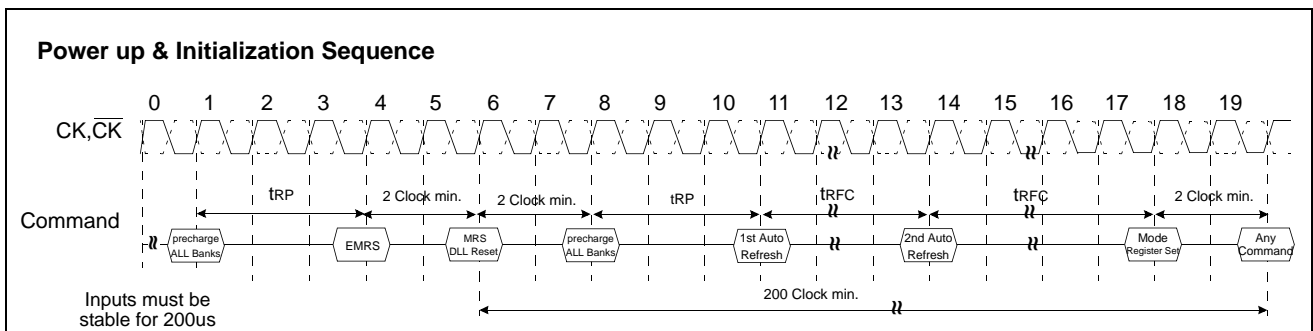 Power up & Initialization Sequence
0 1 2 3 4 5 6 7 8 9 10 11 12 13 14 15 16 17 18 19
CK,CK
tRP 2 Clock min. 2 Clock min. tRP tRFC tRFC 2 Clock min.
Command
precharge
ALL Banks
EMRS
MRS
DLL Reset
precharge
ALL Banks
1st Auto
Refresh
2nd Auto
Refresh
Mode
Register Set
Any
Command
200 Clock min.
Inputs must be
stable for 200us